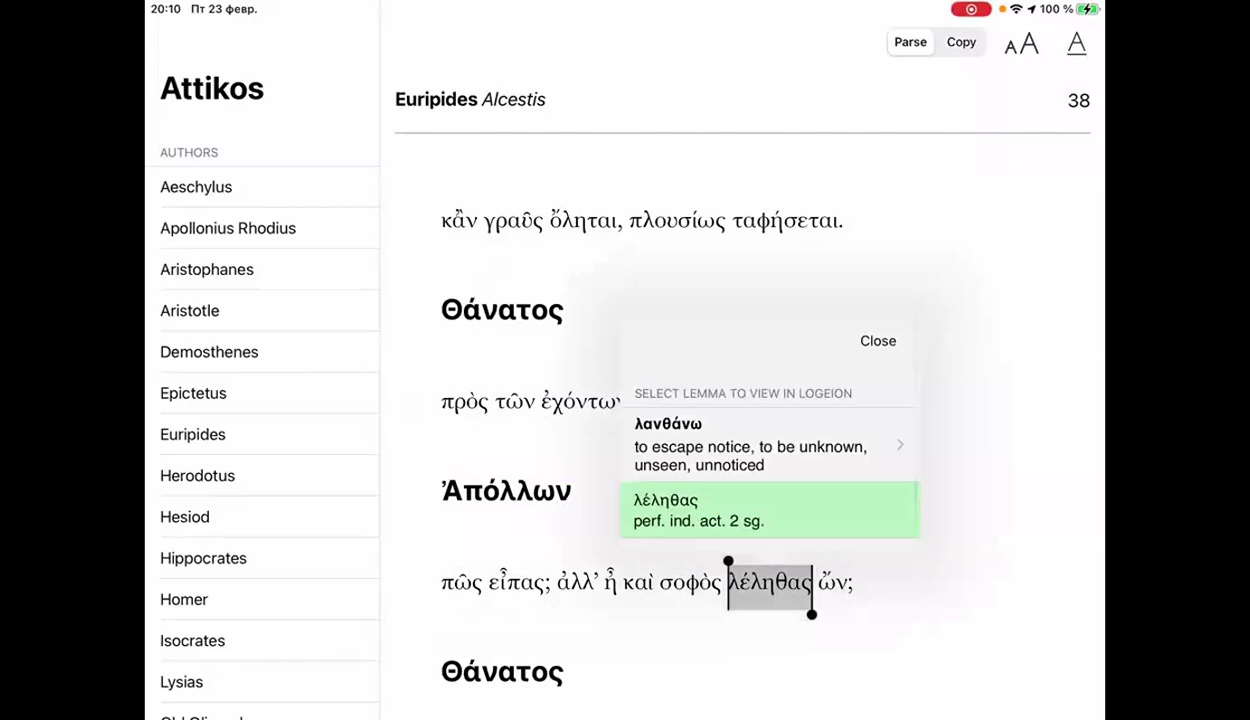 20:10 Пт 23 февр.
100 %
Parse Copy AA A
Attikos
AUTHORS
Aeschylus
Apollonius Rhodius
Aristophanes
Aristotle
Demosthenes
Epictetus
Euripides
Herodotus
Hesiod
Hippocrates
Homer
Isocrates
Lysias
Euripides Alcestis
38
κἂν γραῦς ὄληται, πλουσίως ταφήσεται.
Θάνατος
πρὸς τῶν ἐχόντων
Ἀπόλλων
πῶς εἶπας; ἀλλ’ ἦ καὶ σοφὸς λέληθας ὤν;
Θάνατος
Close
SELECT LEMMA TO VIEW IN LOGEION
λανθάνω
to escape notice, to be unknown,
unseen, unnoticed
λέληθας
perf. ind. act. 2 sg.